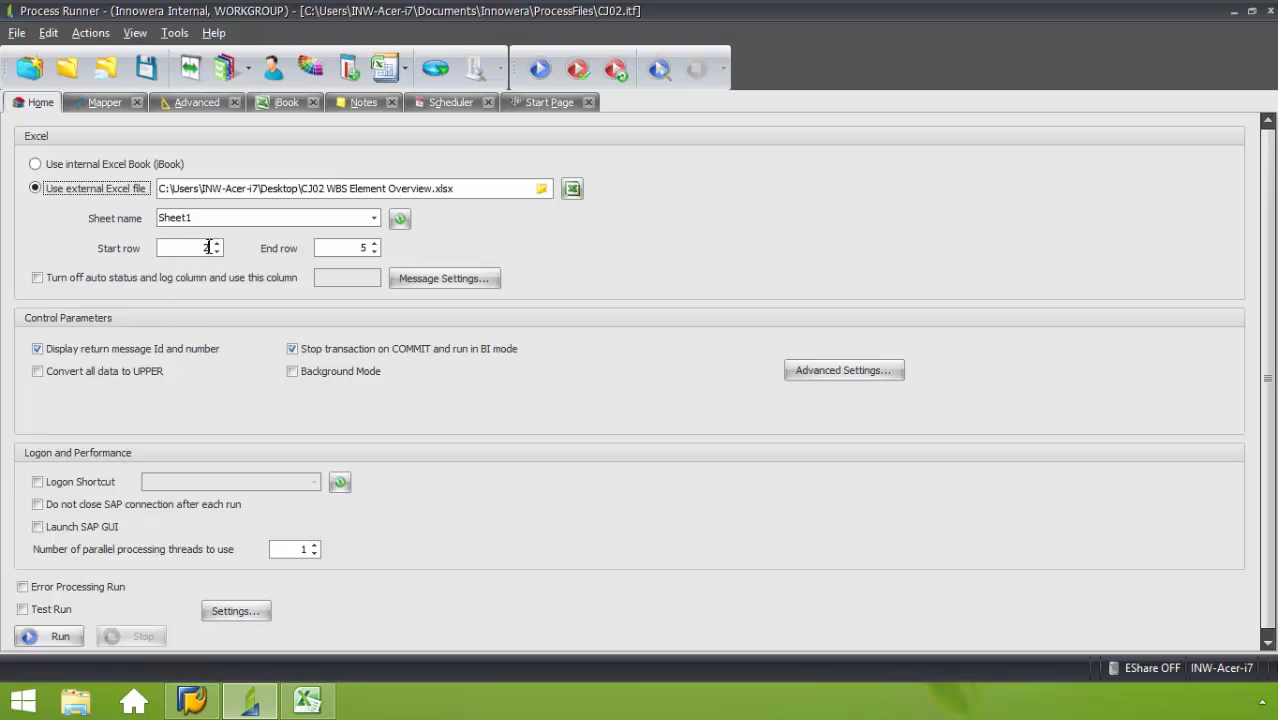 Process Runner - (Innowera Internal, WORKGROUP) - [C:\Users\INW-Acer-i7\Documents\Innowera\ProcessFiles\CJ02.itf]
File Edit Actions View Tools Help
Home Mapper Advanced iBook Notes Scheduler Start Page
Excel
Use internal Excel Book (iBook)
Use external Excel file C:\Users\INW-Acer-i7\Desktop\CJ02 WBS Element Overview.xlsx
Sheet name Sheet1
Start row 2 End row 5
Turn off auto status and log column and use this column Message Settings...
Control Parameters
Display return message Id and number Stop transaction on COMMIT and run in BI mode
Convert all data to UPPER Background Mode Advanced Settings...
Logon and Performance
Logon Shortcut
Do not close SAP connection after each run
Launch SAP GUI
Number of parallel processing threads to use 1
Error Processing Run
Test Run Settings...
Run Stop
EShare OFF INW-Acer-i7